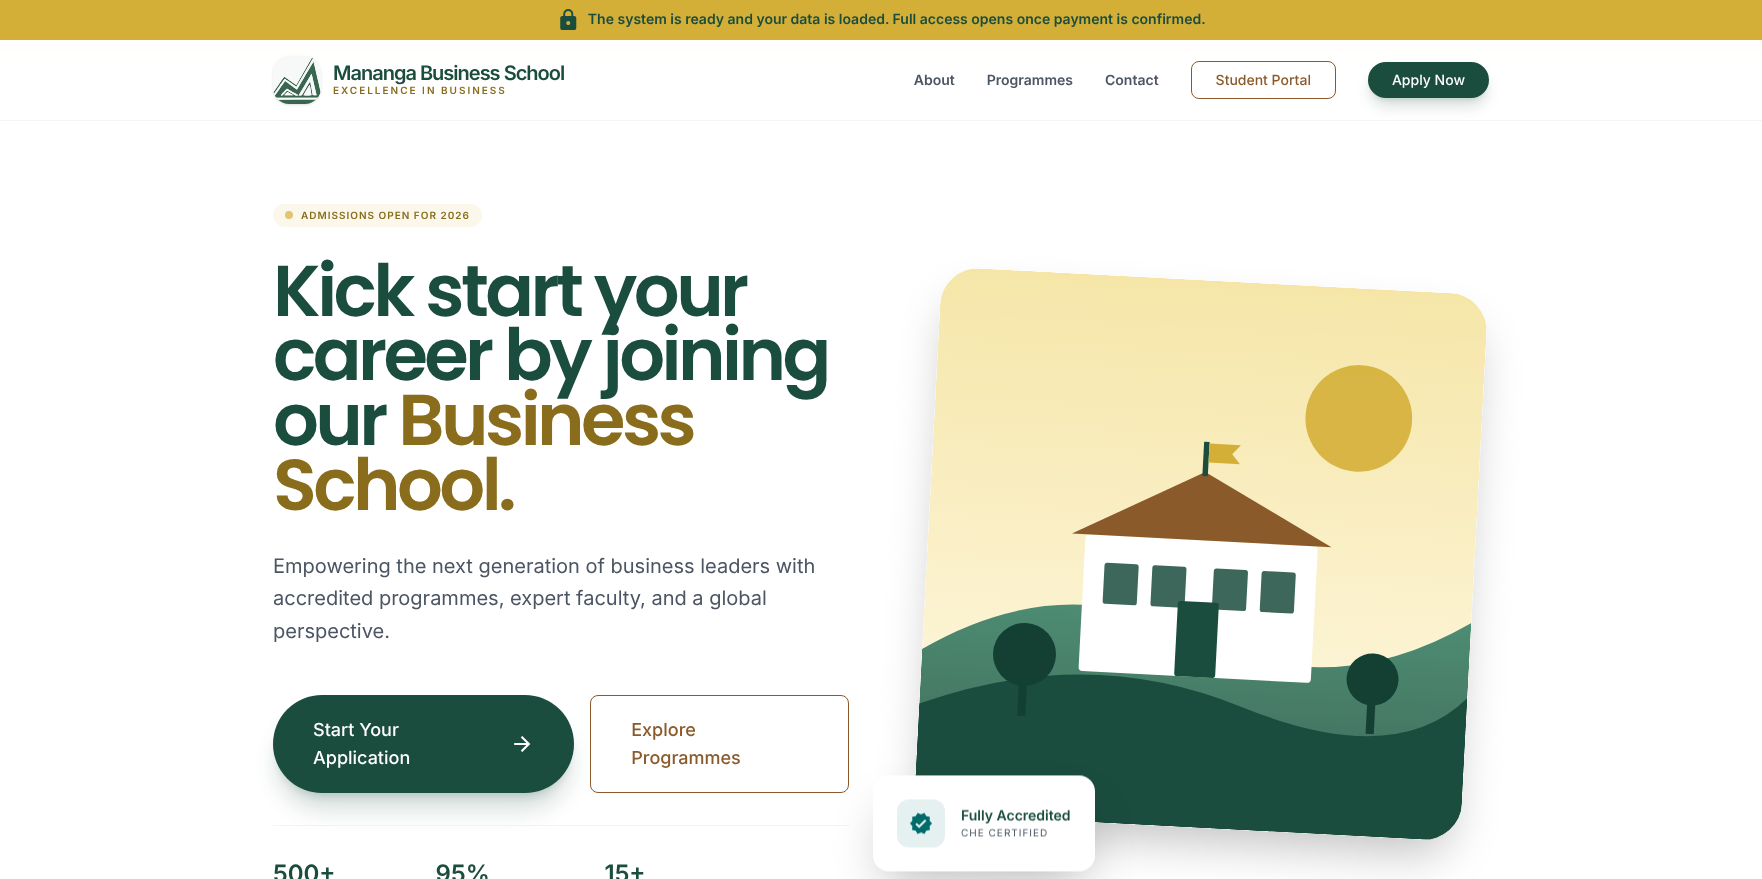 The system is ready and your data is loaded. Full access opens once payment is confirmed.
Mananga Business School
EXCELLENCE IN BUSINESS
About
Programmes
Contact
Student Portal
Apply Now
ADMISSIONS OPEN FOR 2026
Kick start your
career by joining
our Business
School.
Empowering the next generation of business leaders with
accredited programmes, expert faculty, and a global
perspective.
Start Your
Application
Explore
Programmes
Fully Accredited
CHE CERTIFIED
500+
95%
15+